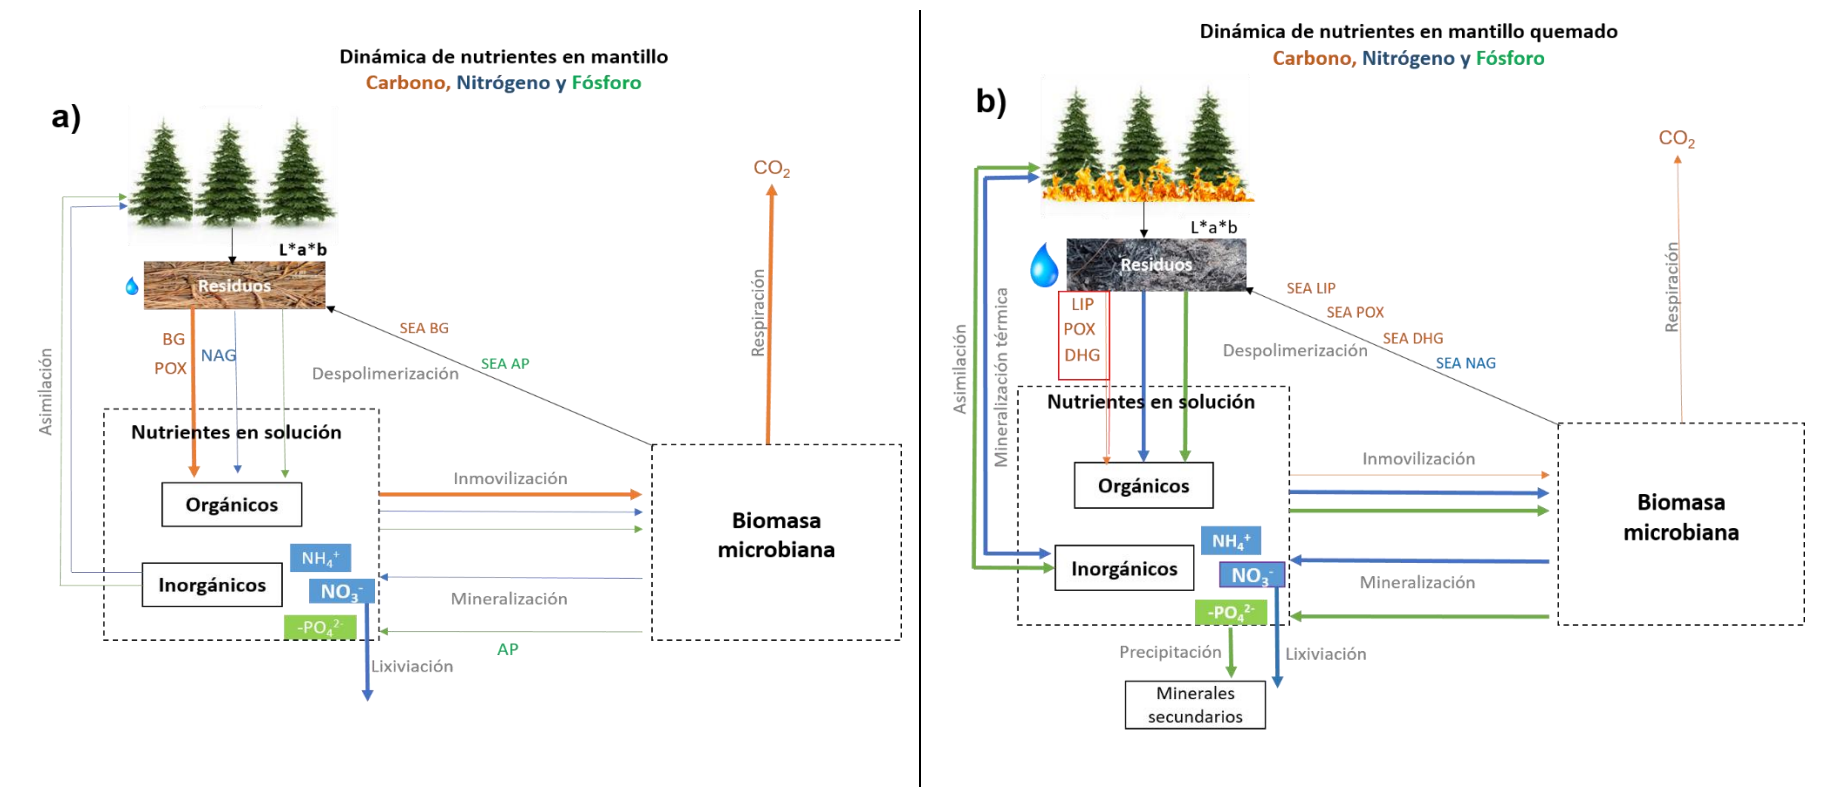 Dinámica de nutrientes en mantillo
Carbono, Nitrógeno y Fósforo
a)
CO₂
L*a*b
Residuos
BG
POX
NAG
SEA BG
SEA AP
Despolimerización
Respiración
Asimilación
Nutrientes en solución
Orgánicos
Inmovilización
Biomasa
microbiana
NH₄⁺
Inorgánicos
NO₃⁻
Mineralización
-PO₄²⁻
AP
Lixiviación
Dinámica de nutrientes en mantillo quemado
Carbono, Nitrógeno y Fósforo
b)
CO₂
L*a*b
Residuos
LIP
POX
DHG
SEA LIP
SEA POX
SEA DHG
SEA NAG
Despolimerización
Respiración
Asimilación
Mineralización térmica
Nutrientes en solución
Orgánicos
Inmovilización
Biomasa
microbiana
NH₄⁺
Inorgánicos
NO₃⁻
Mineralización
-PO₄²⁻
Precipitación
Lixiviación
Minerales
secundarios